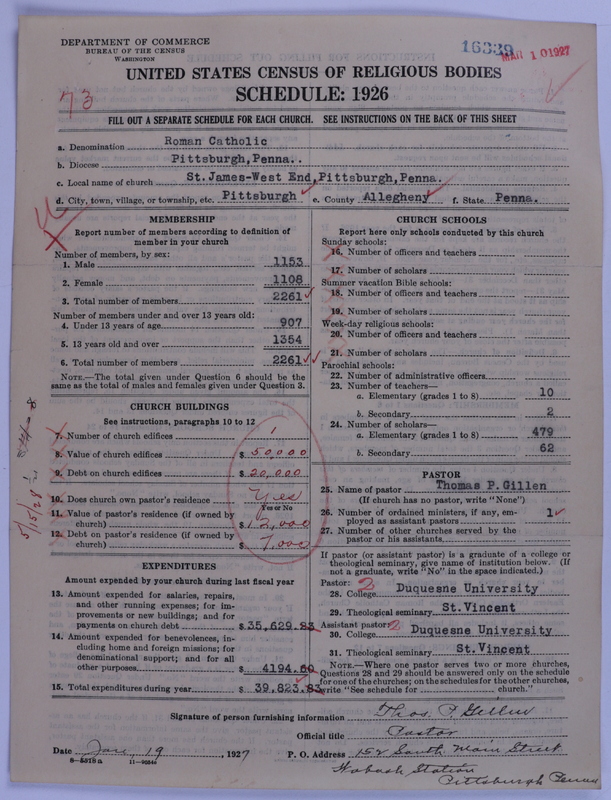 DEPARTMENT OF COMMERCE
BUREAU OF THE CENSUS
WASHINGTON
16339
MAR 10 1927
UNITED STATES CENSUS OF RELIGIOUS BODIES
SCHEDULE: 1926
73
FILL OUT A SEPARATE SCHEDULE FOR EACH CHURCH. SEE INSTRUCTIONS ON THE BACK OF THIS SHEET
a. Denomination Roman Catholic
b. Diocese Pittsburgh,Penna..
c. Local name of church St.James-West End,Pittsburgh,Penna.
d. City, town, village, or township, etc. Pittsburgh e. County Allegheny f. State Penna.
MEMBERSHIP
Report number of members according to definition of
member in your church
Number of members, by sex:
1. Male 1153
2. Female 1108
3. Total number of members 2261
Number of members under and over 13 years old:
4. Under 13 years of age 907
5. 13 years old and over 1354
6. Total number of members 2261
NOTE.—The total given under Question 6 should be the
same as the total of males and females given under Question 3.
CHURCH BUILDINGS
See instructions, paragraphs 10 to 12
7. Number of church edifices 1
8. Value of church edifices $ 50,000
9. Debt on church edifices $ 20,000
10. Does church own pastor's residence Yes
Yes or No
11. Value of pastor's residence (if owned by
church) $ 13,000
12. Debt on pastor's residence (if owned by
church) $ 7,000
5/15/28
EXPENDITURES
Amount expended by your church during last fiscal year
13. Amount expended for salaries, repairs,
and other running expenses; for im-
provements or new buildings; and for
payments on church debt $ 35,629.83
14. Amount expended for benevolences, in-
cluding home and foreign missions; for
denominational support; and for all
other purposes $ 4194.60
15. Total expenditures during year $ 39,823.83
CHURCH SCHOOLS
Report here only schools conducted by this church
Sunday schools:
16. Number of officers and teachers
17. Number of scholars
Summer vacation Bible schools:
18. Number of officers and teachers
19. Number of scholars
Week-day religious schools:
20. Number of officers and teachers
21. Number of scholars
Parochial schools:
22. Number of administrative officers
23. Number of teachers—
a. Elementary (grades 1 to 8) 10
b. Secondary 2
24. Number of scholars—
a. Elementary (grades 1 to 8) 479
b. Secondary 62
PASTOR
25. Name of pastor Thomas P.Gillen
(If church has no pastor, write "None")
26. Number of ordained ministers, if any, em-
ployed as assistant pastors 1
27. Number of other churches served by the
pastor or his assistants
If pastor (or assistant pastor) is a graduate of a college or
theological seminary, give name of institution below. (If
not a graduate, write "No" in the space indicated.)
Pastor: 2
28. College Duquesne University
29. Theological seminary St.Vincent
Assistant pastor: 2
30. College Duquesne University
31. Theological seminary St.Vincent
NOTE.—Where one pastor serves two or more churches,
Questions 28 and 29 should be answered only on the schedule
for one of the churches; on the schedules for the other churches,
write "See schedule for church."
Signature of person furnishing information Thos. P. Gillen
Official title Pastor
Date Jan. 19, 1927 P. O. Address 152 South Main Street
8-5518a 11-9
Wabash Station
Pittsburgh Penna